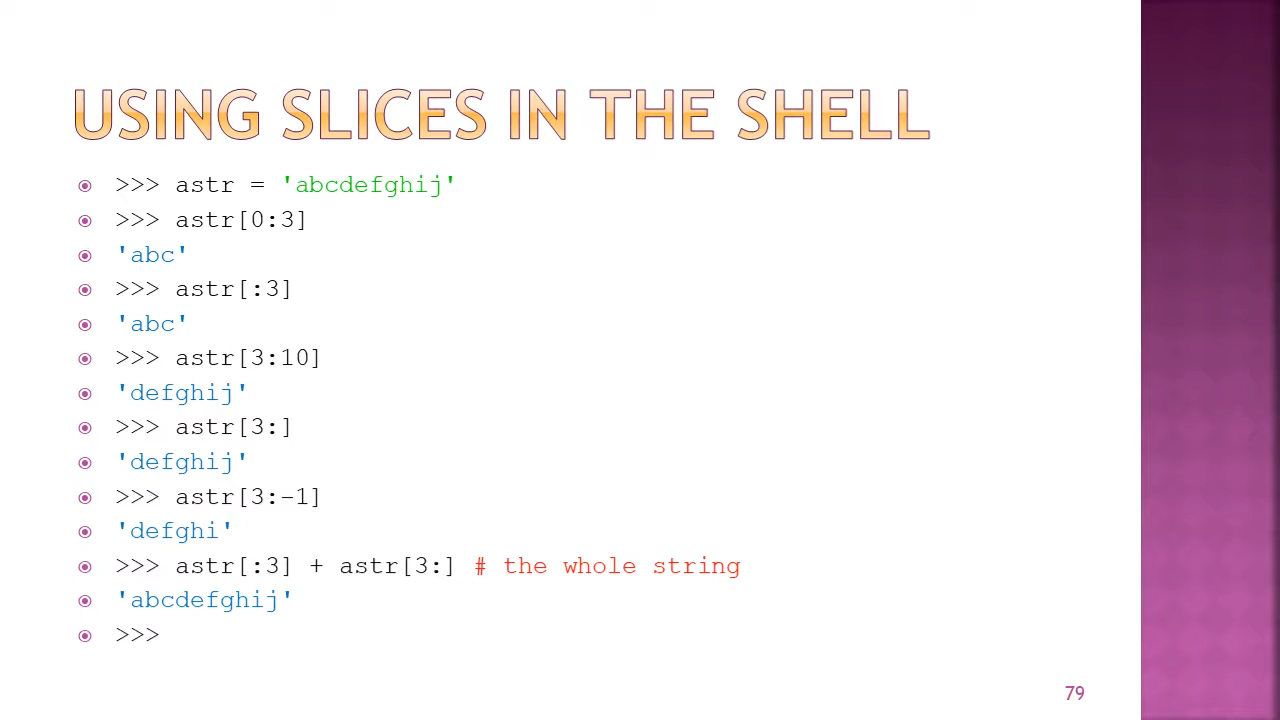 USING SLICES IN THE SHELL
>>> astr = 'abcdefghij'
>>> astr[0:3]
'abc'
>>> astr[:3]
'abc'
>>> astr[3:10]
'defghij'
>>> astr[3:]
'defghij'
>>> astr[3:-1]
'defghi'
>>> astr[:3] + astr[3:] # the whole string
'abcdefghij'
>>>
79